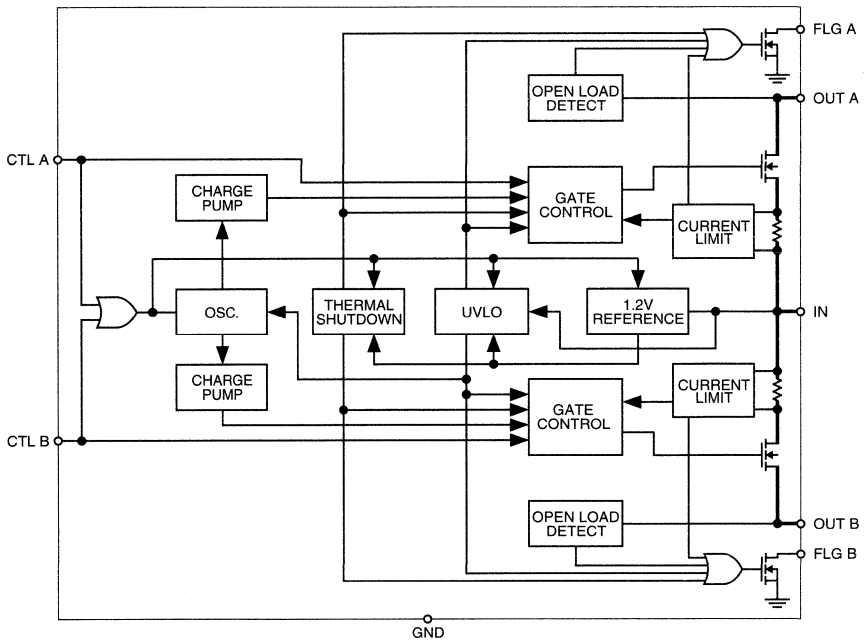 FLG A
OPEN LOAD
DETECT
OUT A
CTL A
CHARGE
PUMP
GATE
CONTROL
CURRENT
LIMIT
OSC.
THERMAL
SHUTDOWN
UVLO
1.2V
REFERENCE
IN
CHARGE
PUMP
GATE
CONTROL
CURRENT
LIMIT
CTL B
OPEN LOAD
DETECT
OUT B
FLG B
GND